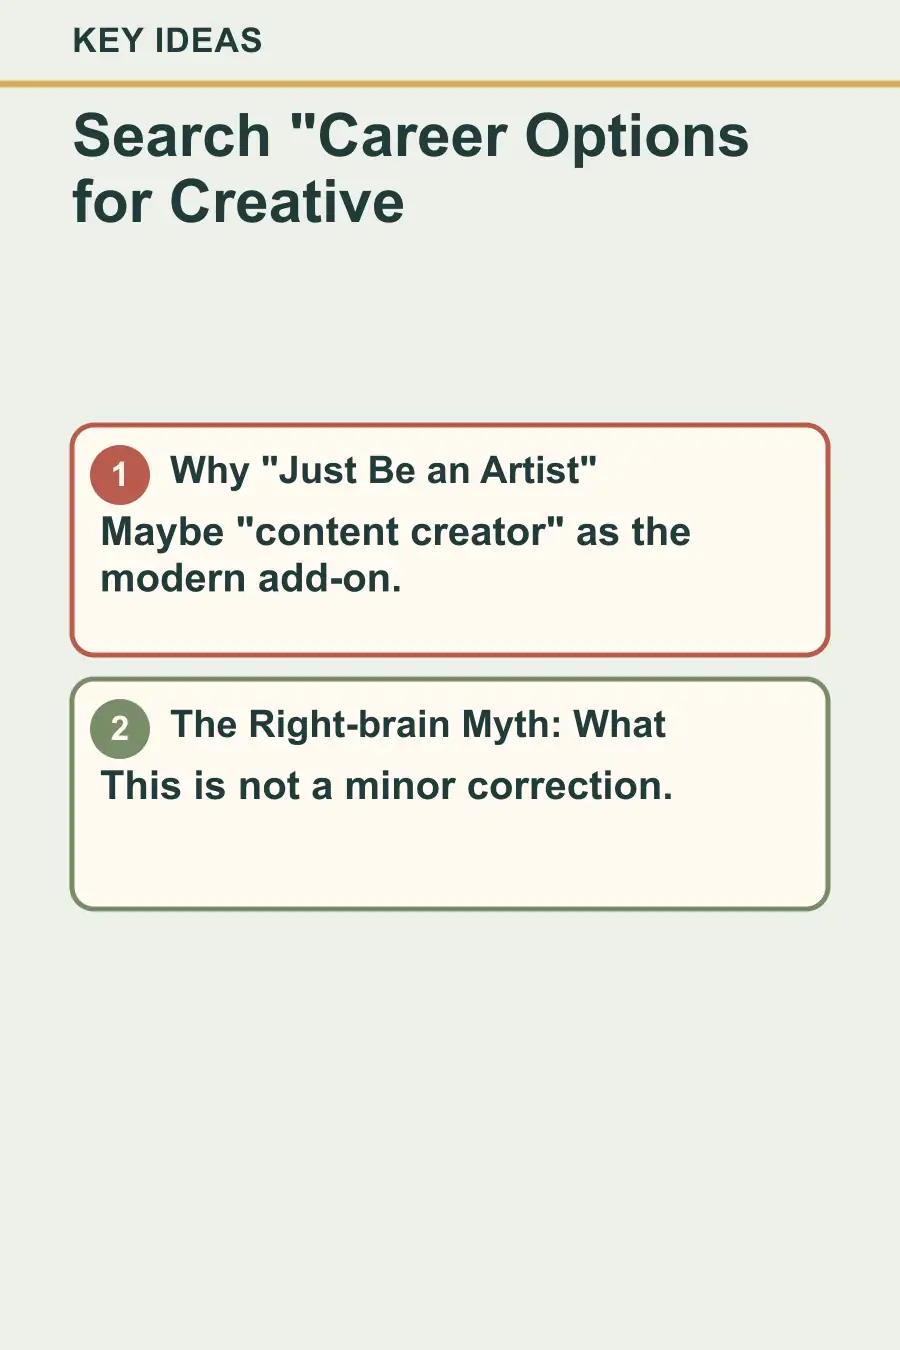 KEY IDEAS
Search "Career Options
for Creative
1 Why "Just Be an Artist"
Maybe "content creator" as the
modern add-on.
2 The Right-brain Myth: What
This is not a minor correction.